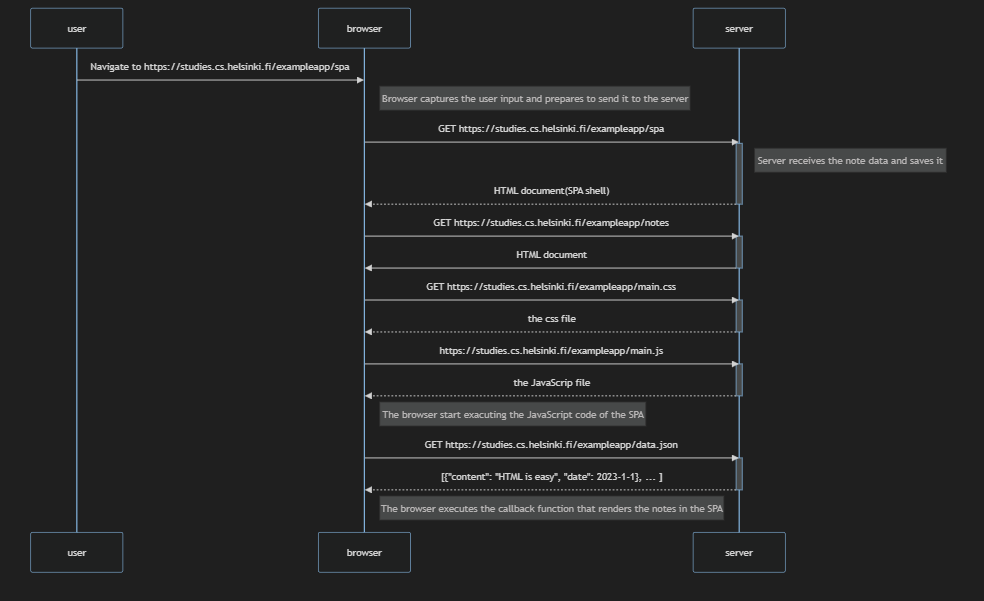 user
browser
server
Navigate to https://studies.cs.helsinki.fi/exampleapp/spa
Browser captures the user input and prepares to send it to the server
GET https://studies.cs.helsinki.fi/exampleapp/spa
Server receives the note data and saves it
HTML document(SPA shell)
GET https://studies.cs.helsinki.fi/exampleapp/notes
HTML document
GET https://studies.cs.helsinki.fi/exampleapp/main.css
the css file
https://studies.cs.helsinki.fi/exampleapp/main.js
the JavaScrip file
The browser start exacuting the JavaScript code of the SPA
GET https://studies.cs.helsinki.fi/exampleapp/data.json
[{"content": "HTML is easy", "date": 2023-1-1}, ... ]
The browser executes the callback function that renders the notes in the SPA
user
browser
server